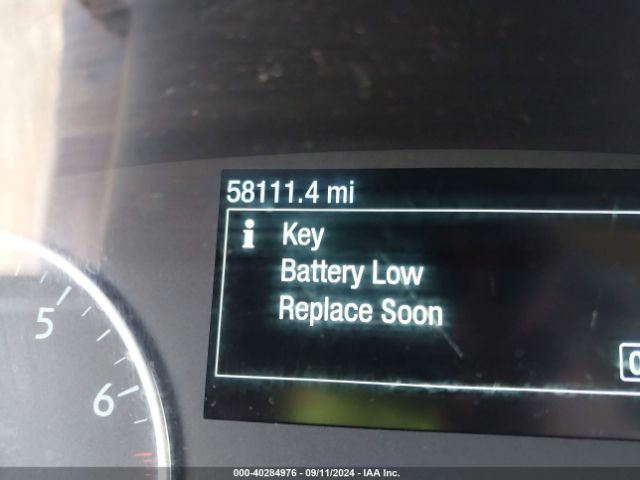 58111.4 mi
i Key
Battery Low
Replace Soon
5
6
000-40284976 - 09/11/2024 - IAA Inc.